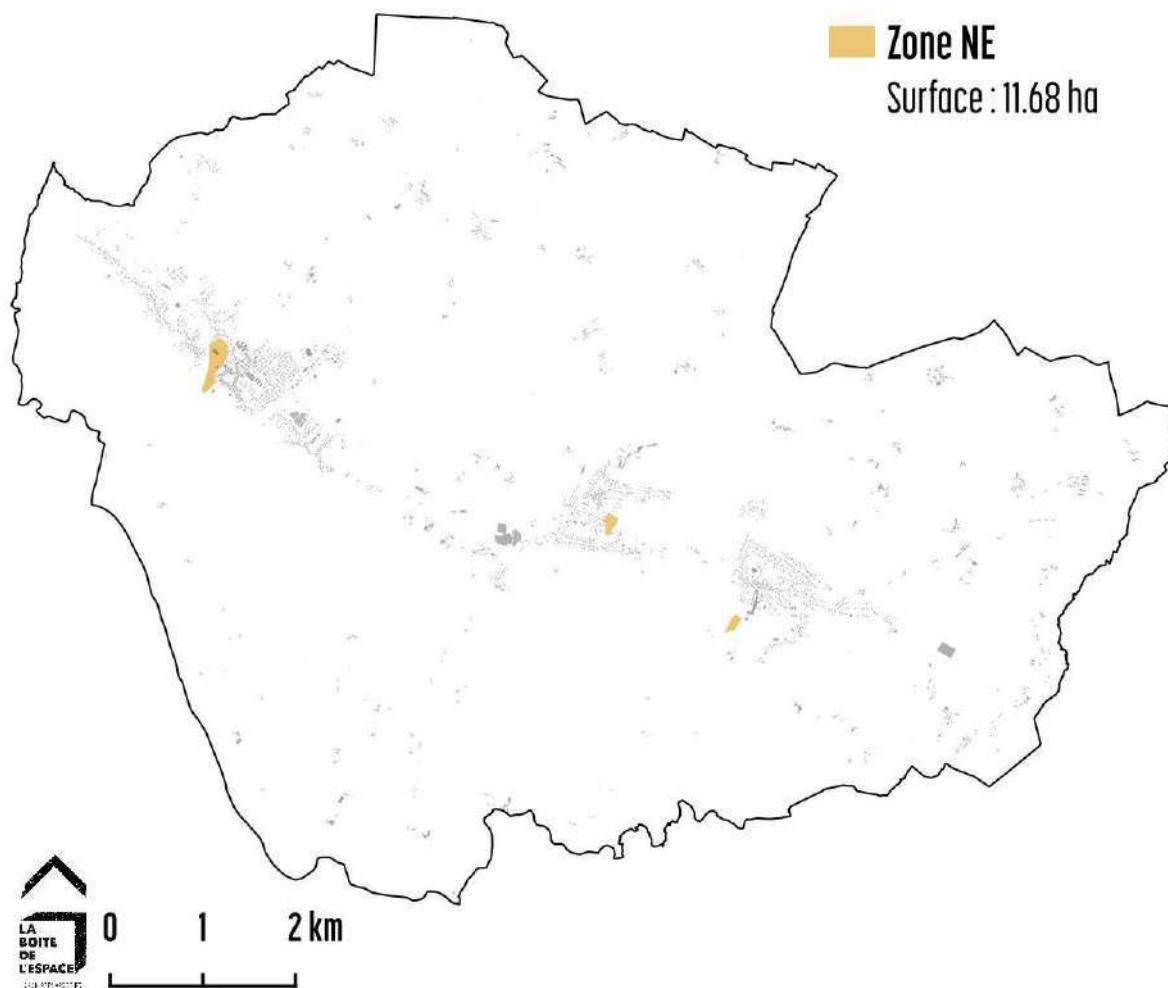 Zone NE
Surface : 11.68 ha
0 1 2 km
LA
BOITE
DE
L'ESPACE